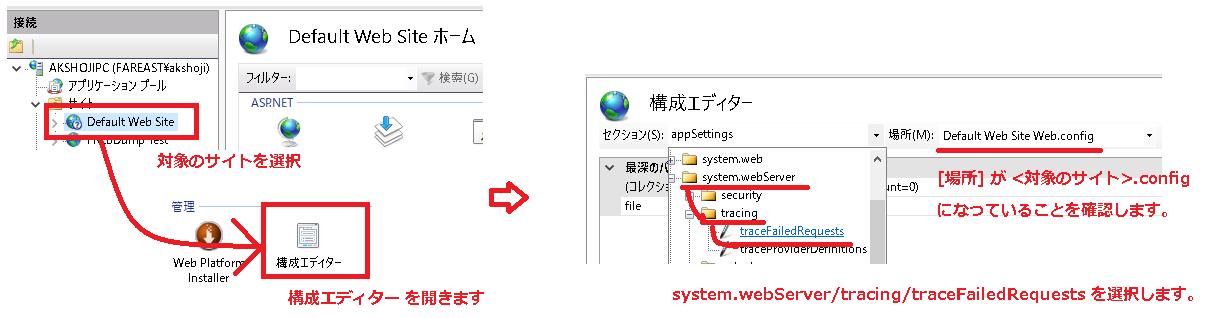 接続
AKSHOJIPC (FAREAST¥akshoji)
アプリケーション プール
サイト
Default Web Site
Test
対象のサイトを選択
Default Web Site ホーム
フィルター:
検索(G)
ASP.NET
管理
Web Platform
Installer
構成エディター
構成エディター を開きます
構成エディター
セクション(S): appSettings
場所(M): Default Web Site Web.config
最深のパ
(コレクショ
unt=0)
file
system.web
system.webServer
security
tracing
traceFailedRequests
traceProviderDefinitions
[場所] が <対象のサイト>.config
になっていることを確認します。
system.webServer/tracing/traceFailedRequests を選択します。